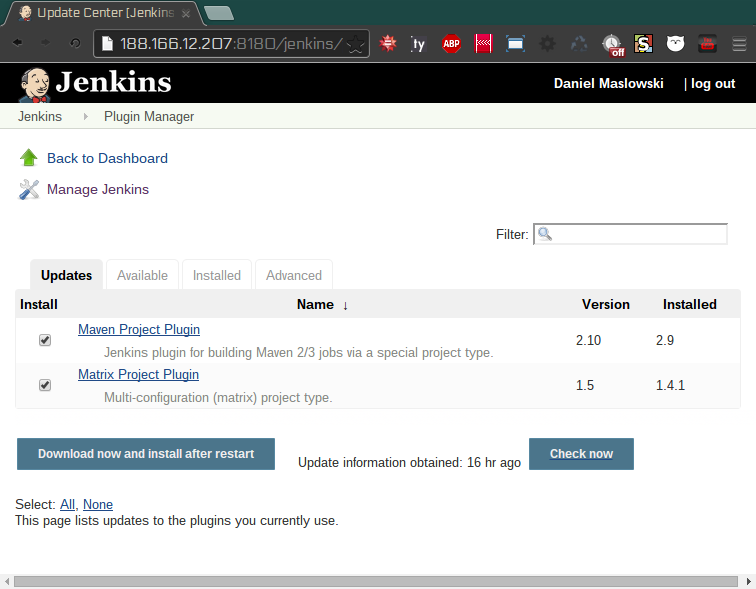 Update Center [Jenkins
188.166.12.207:8180/jenkins/
ty
ABP
off
S
Jenkins
Daniel Maslowski | log out
Jenkins Plugin Manager
Back to Dashboard
Manage Jenkins
Filter:
Updates Available Installed Advanced
Install Name ↓ Version Installed
Maven Project Plugin
Jenkins plugin for building Maven 2/3 jobs via a special project type.
2.10 2.9
Matrix Project Plugin
Multi-configuration (matrix) project type.
1.5 1.4.1
Download now and install after restart Update information obtained: 16 hr ago Check now
Select: All, None
This page lists updates to the plugins you currently use.